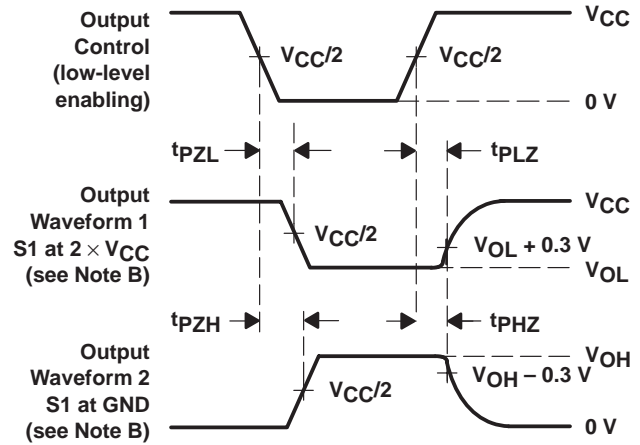 Output
Control
(low-level
enabling)
VCC/2
VCC/2
VCC
0 V
tPZL
tPLZ
Output
Waveform 1
S1 at 2 × VCC
(see Note B)
VCC/2
VCC
VOL + 0.3 V
VOL
tPZH
tPHZ
Output
Waveform 2
S1 at GND
(see Note B)
VCC/2
VOH
VOH − 0.3 V
0 V